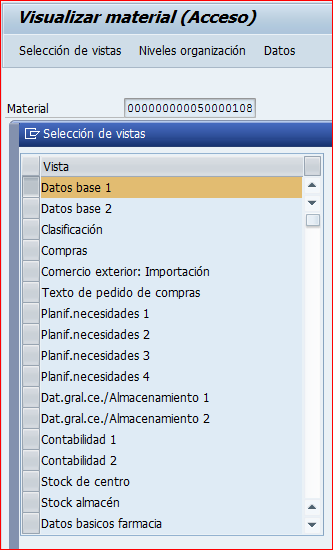 Visualizar material (Acceso)
Selección de vistas Niveles organización Datos
Material 000000000050000108
Selección de vistas
Vista
Datos base 1
Datos base 2
Clasificación
Compras
Comercio exterior: Importación
Texto de pedido de compras
Planif.necesidades 1
Planif.necesidades 2
Planif.necesidades 3
Planif.necesidades 4
Dat.gral.ce./Almacenamiento 1
Dat.gral.ce./Almacenamiento 2
Contabilidad 1
Contabilidad 2
Stock de centro
Stock almacén
Datos basicos farmacia